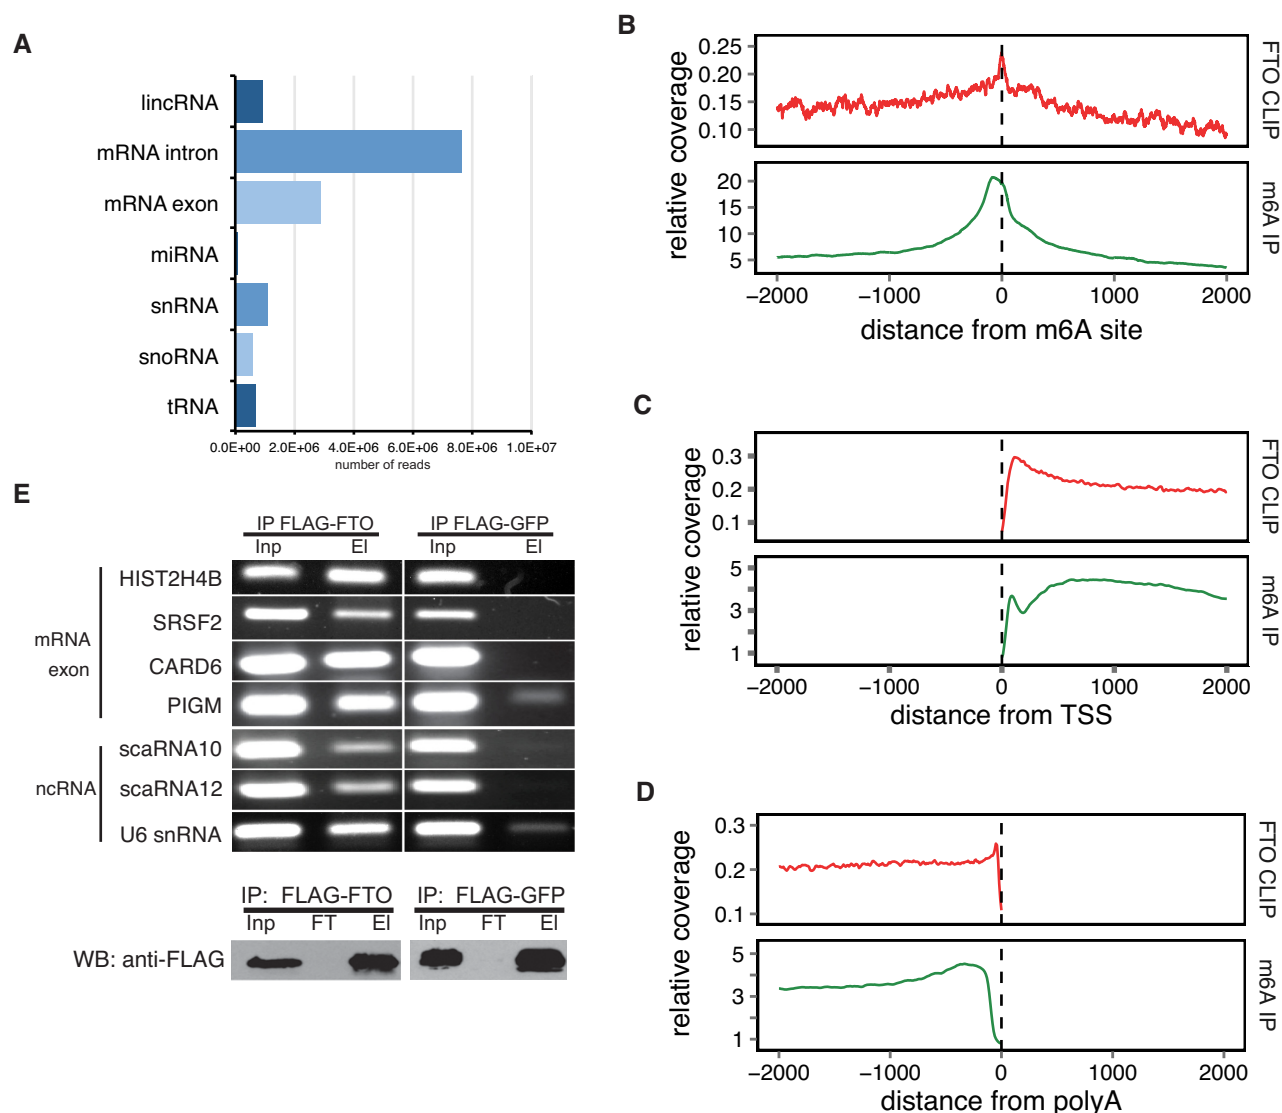 A
lincRNA
mRNA intron
mRNA exon
miRNA
snRNA
snoRNA
tRNA
0.0E+00 2.0E+06 4.0E+06 6.0E+06 8.0E+06 1.0E+07
number of reads
B
relative coverage
0.25
0.20
0.15
0.10
FTO CLIP
20
15
10
5
m6A IP
−2000 −1000 0 1000 2000
distance from m6A site
C
relative coverage
0.3
0.2
0.1
FTO CLIP
5
3
1
m6A IP
−2000 −1000 0 1000 2000
distance from TSS
D
relative coverage
0.3
0.2
0.1
FTO CLIP
5
3
1
m6A IP
−2000 −1000 0 1000 2000
distance from polyA
E
IP FLAG-FTO IP FLAG-GFP
Inp El Inp El
mRNA
exon
HIST2H4B
SRSF2
CARD6
PIGM
ncRNA
scaRNA10
scaRNA12
U6 snRNA
IP: FLAG-FTO IP: FLAG-GFP
Inp FT El Inp FT El
WB: anti-FLAG